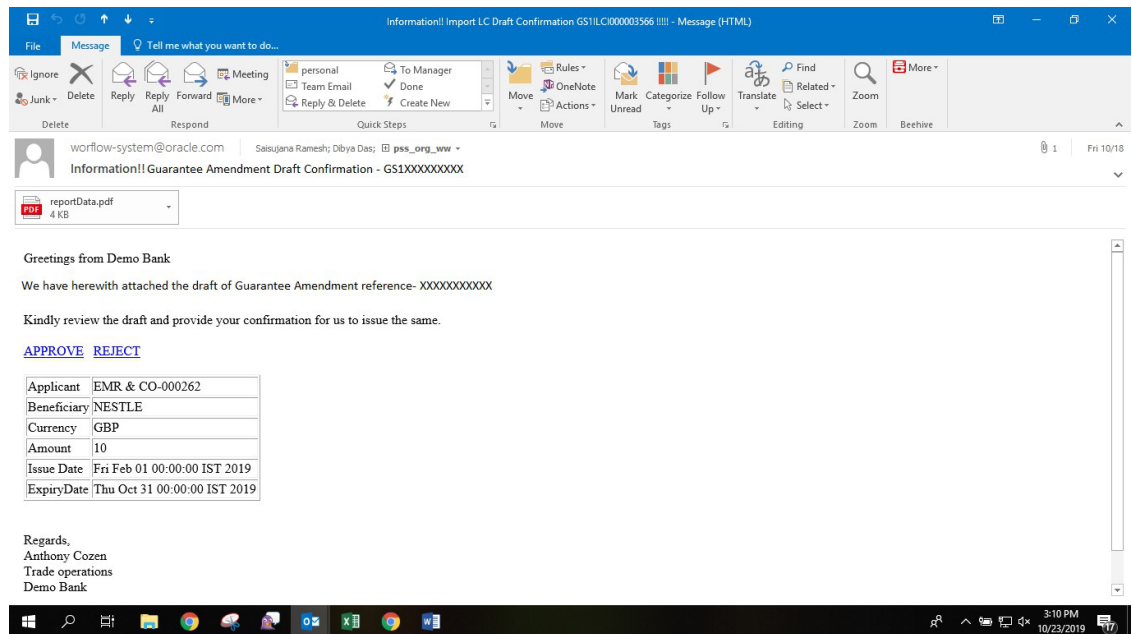 Information!! Import LC Draft Confirmation GS1ILCI000003566 !!!!! - Message (HTML)
File Message Tell me what you want to do...
Ignore
Junk
Delete
Reply
Reply All
Forward
Meeting
More
personal
Team Email
Reply & Delete
To Manager
Done
Create New
Move
Rules
OneNote
Actions
Mark Unread
Categorize
Follow Up
Translate
Find
Related
Select
Zoom
More
Delete Respond Quick Steps Move Tags Editing Zoom Beehive
worflow-system@oracle.com Saisujana Ramesh; Dibya Das; pss_org_ww
1 Fri 10/18
Information!! Guarantee Amendment Draft Confirmation - GS1XXXXXXXXX
PDF
reportData.pdf
4 KB
Greetings from Demo Bank
We have herewith attached the draft of Guarantee Amendment reference- XXXXXXXXXXX
Kindly review the draft and provide your confirmation for us to issue the same.
APPROVE REJECT
Applicant EMR & CO-000262
Beneficiary NESTLE
Currency GBP
Amount 10
Issue Date Fri Feb 01 00:00:00 IST 2019
ExpiryDate Thu Oct 31 00:00:00 IST 2019
Regards,
Anthony Cozen
Trade operations
Demo Bank
3:10 PM
10/23/2019
17